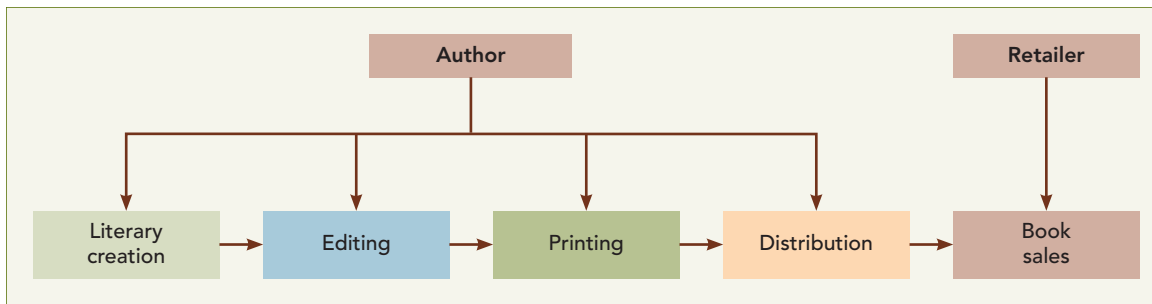 Author
Retailer
Literary
creation
Editing
Printing
Distribution
Book
sales